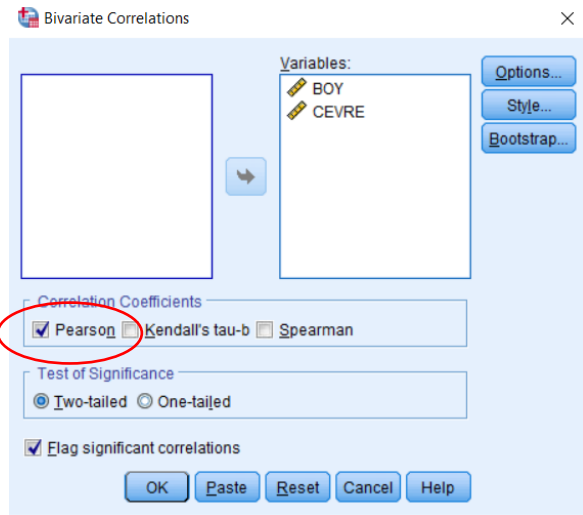 Bivariate Correlations
Variables:
BOY
CEVRE
Options...
Style...
Bootstrap...
Correlation Coefficients
Pearson Kendall's tau-b Spearman
Test of Significance
Two-tailed One-tailed
Flag significant correlations
OK Paste Reset Cancel Help